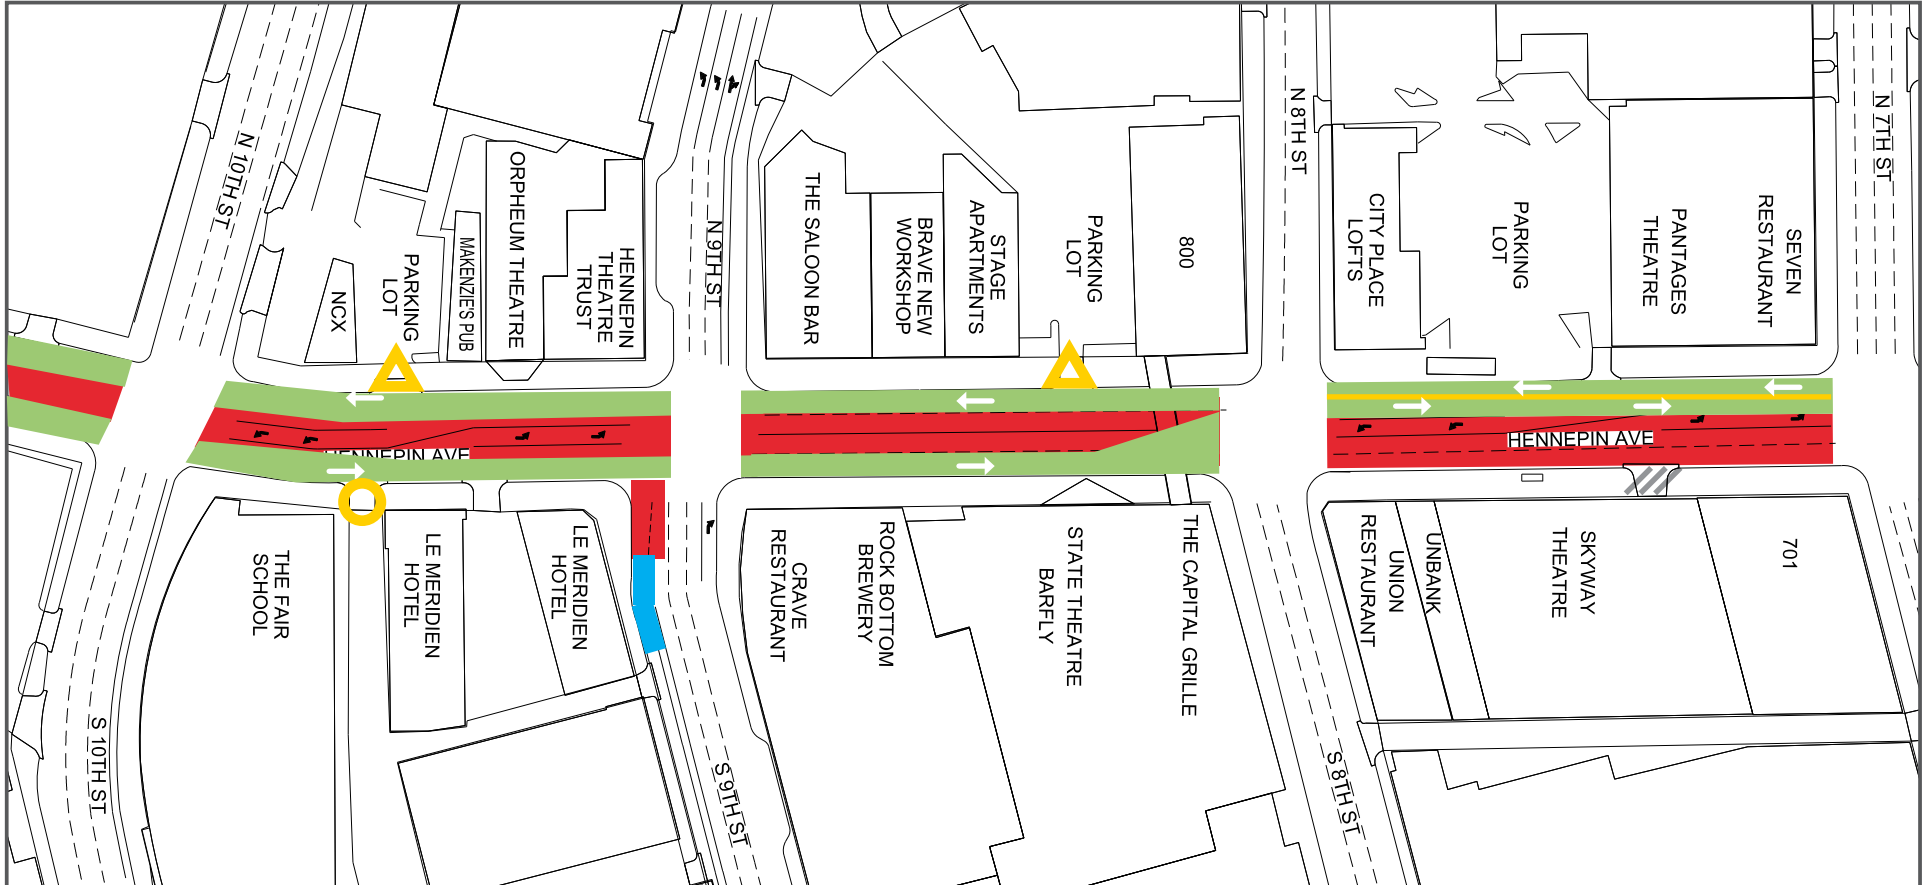 N 10TH ST
NCX
PARKING
LOT
MAKENZIE'S PUB
ORPHEUM THEATRE
HENNEPIN
THEATRE
TRUST
N 9TH ST
THE SALOON BAR
BRAVE NEW
WORKSHOP
STAGE
APARTMENTS
PARKING
LOT
800
N 8TH ST
CITY PLACE
LOFTS
PARKING
LOT
PANTAGES
THEATRE
SEVEN
RESTAURANT
N 7TH ST
HENNEPIN AVE
HENNEPIN AVE
THE FAIR
SCHOOL
LE MERIDIEN
HOTEL
LE MERIDIEN
HOTEL
CRAVE
RESTAURANT
ROCK BOTTOM
BREWERY
STATE THEATRE
BARFLY
THE CAPITAL GRILLE
UNION
RESTAURANT
UNBANK
SKYWAY
THEATRE
701
S 10TH ST
S 9TH ST
S 8TH ST